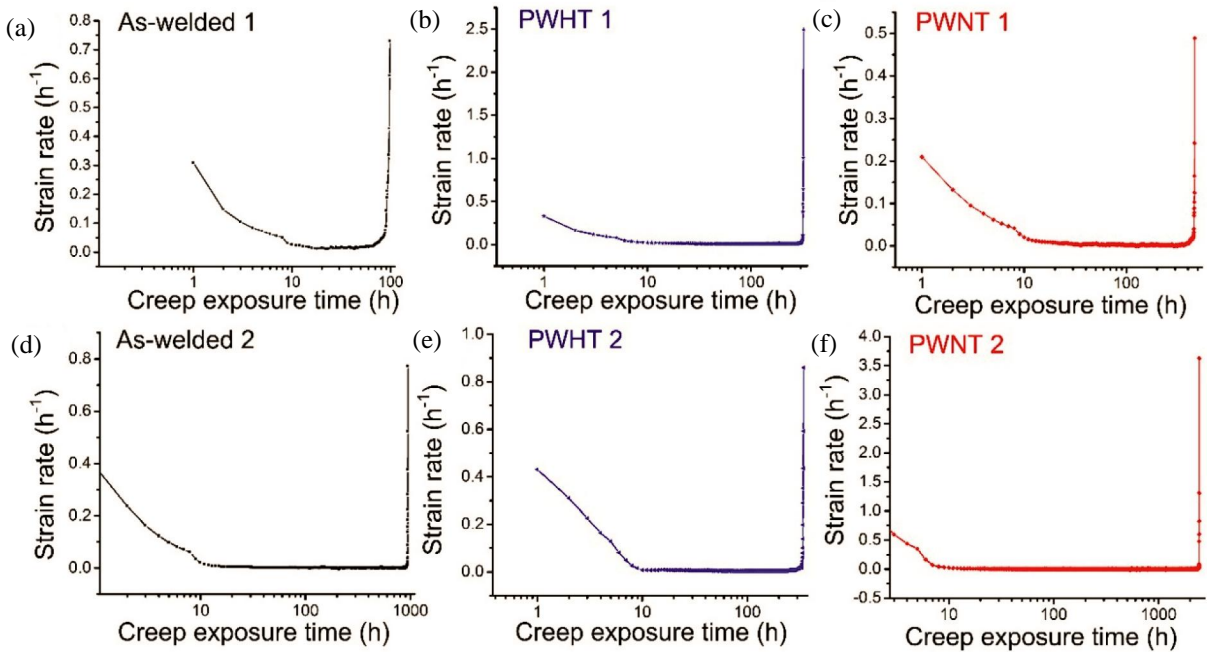 (a)
As-welded 1
0.8
0.7
0.6
0.5
0.4
0.3
0.2
0.1
0.0
Strain rate (h⁻¹)
1
10
100
Creep exposure time (h)
(b)
PWHT 1
2.5
2.0
1.5
1.0
0.5
0.0
Strain rate (h⁻¹)
1
10
100
Creep exposure time (h)
(c)
PWNT 1
0.5
0.4
0.3
0.2
0.1
0.0
Strain rate (h⁻¹)
1
10
100
Creep exposure time (h)
(d)
As-welded 2
0.8
0.6
0.4
0.2
0.0
Strain rate (h⁻¹)
10
100
1000
Creep exposure time (h)
(e)
PWHT 2
1.0
0.8
0.6
0.4
0.2
0.0
Strain rate (h⁻¹)
1
10
100
Creep exposure time (h)
(f)
PWNT 2
4.0
3.5
3.0
2.5
2.0
1.5
1.0
0.5
0.0
-0.5
Strain rate (h⁻¹)
10
100
1000
Creep exposure time (h)